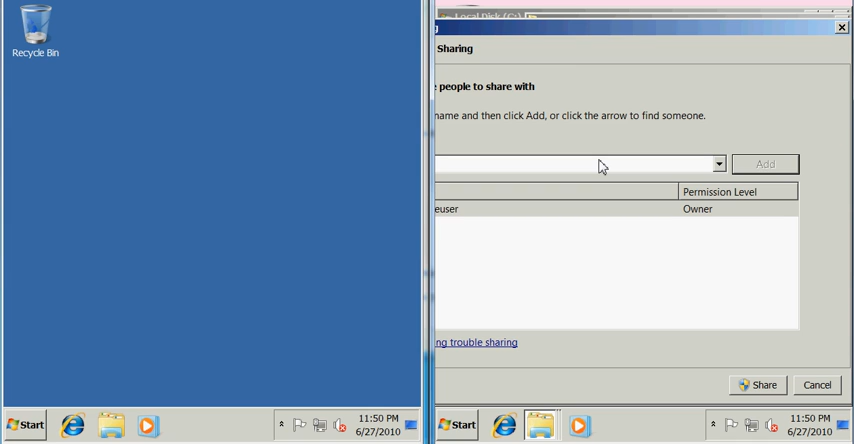 Recycle Bin
Start
11:50 PM
6/27/2010
Local Disk (C:)
Sharing
people to share with
name and then click Add, or click the arrow to find someone.
Add
Permission Level
euser
Owner
ng trouble sharing
Share
Cancel
Start
11:50 PM
6/27/2010